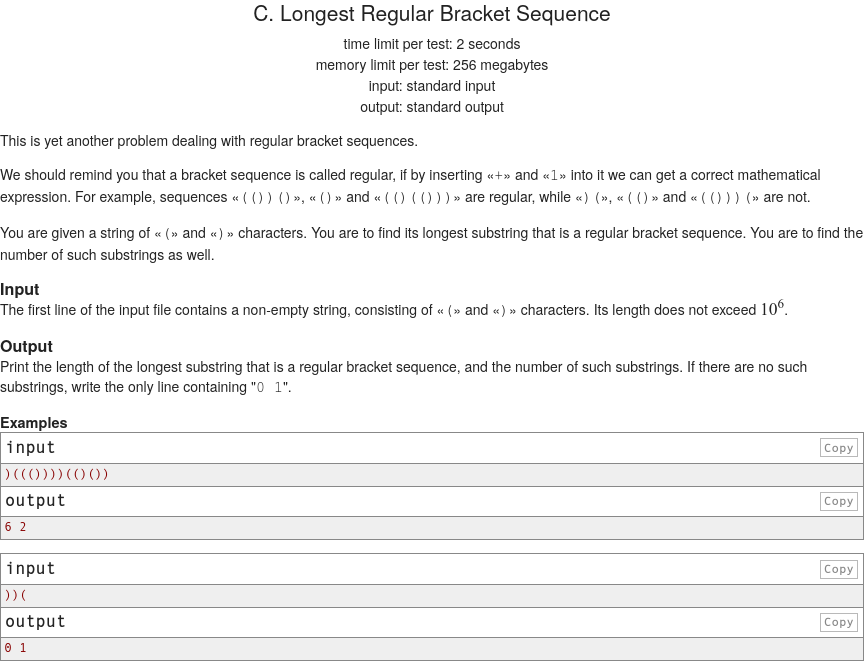 C. Longest Regular Bracket Sequence
time limit per test: 2 seconds
memory limit per test: 256 megabytes
input: standard input
output: standard output
This is yet another problem dealing with regular bracket sequences.
We should remind you that a bracket sequence is called regular, if by inserting «+» and «1» into it we can get a correct mathematical
expression. For example, sequences «(())()», «()» and «(()(()))» are regular, while «)(», «(()» and «(()))(» are not.
You are given a string of «(» and «)» characters. You are to find its longest substring that is a regular bracket sequence. You are to find the
number of such substrings as well.
Input
The first line of the input file contains a non-empty string, consisting of «(» and «)» characters. Its length does not exceed 10^6.
Output
Print the length of the longest substring that is a regular bracket sequence, and the number of such substrings. If there are no such
substrings, write the only line containing "0 1".
Examples
input Copy
)((())))(()())
output Copy
6 2
input Copy
))(
output Copy
0 1